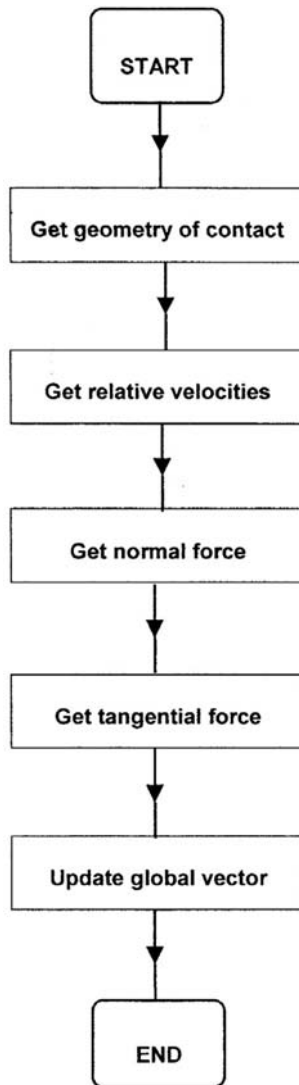 START
Get geometry of contact
Get relative velocities
Get normal force
Get tangential force
Update global vector
END